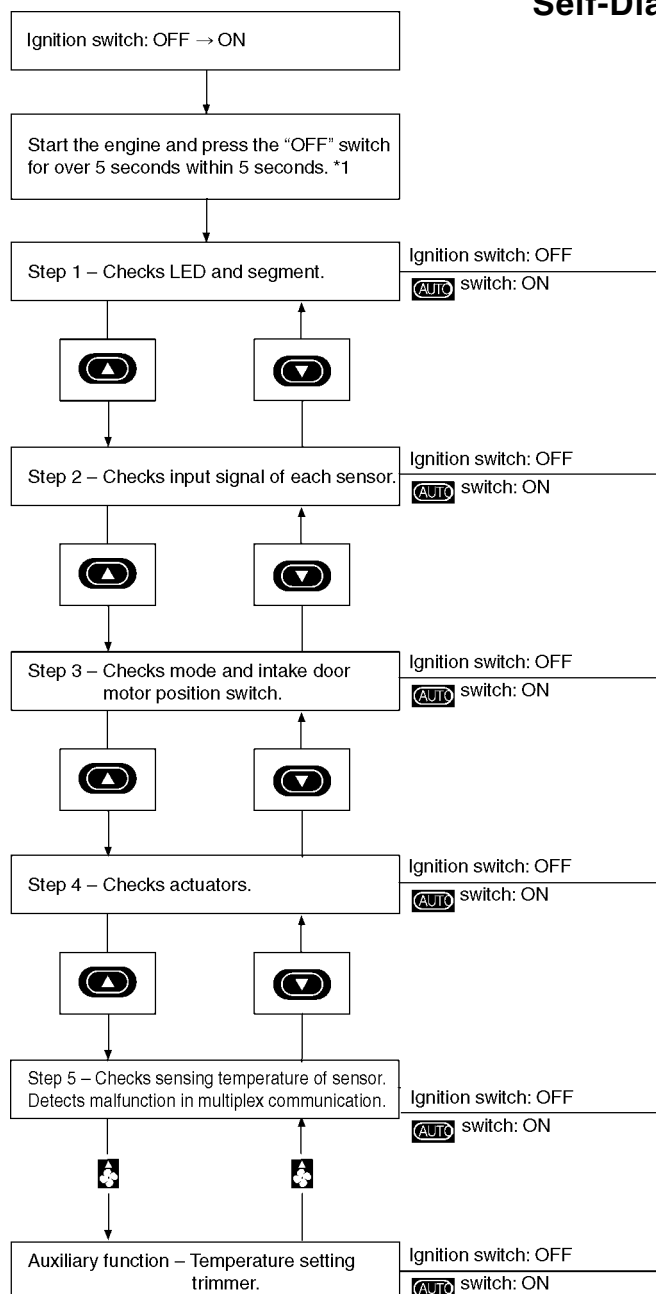 Self-Dia
Ignition switch: OFF → ON
Start the engine and press the “OFF” switch
for over 5 seconds within 5 seconds. *1
Step 1 – Checks LED and segment.
Ignition switch: OFF
AUTO switch: ON
Step 2 – Checks input signal of each sensor.
Ignition switch: OFF
AUTO switch: ON
Step 3 – Checks mode and intake door
motor position switch.
Ignition switch: OFF
AUTO switch: ON
Step 4 – Checks actuators.
Ignition switch: OFF
AUTO switch: ON
Step 5 – Checks sensing temperature of sensor.
Detects malfunction in multiplex communication.
Ignition switch: OFF
AUTO switch: ON
Auxiliary function – Temperature setting
trimmer.
Ignition switch: OFF
AUTO switch: ON